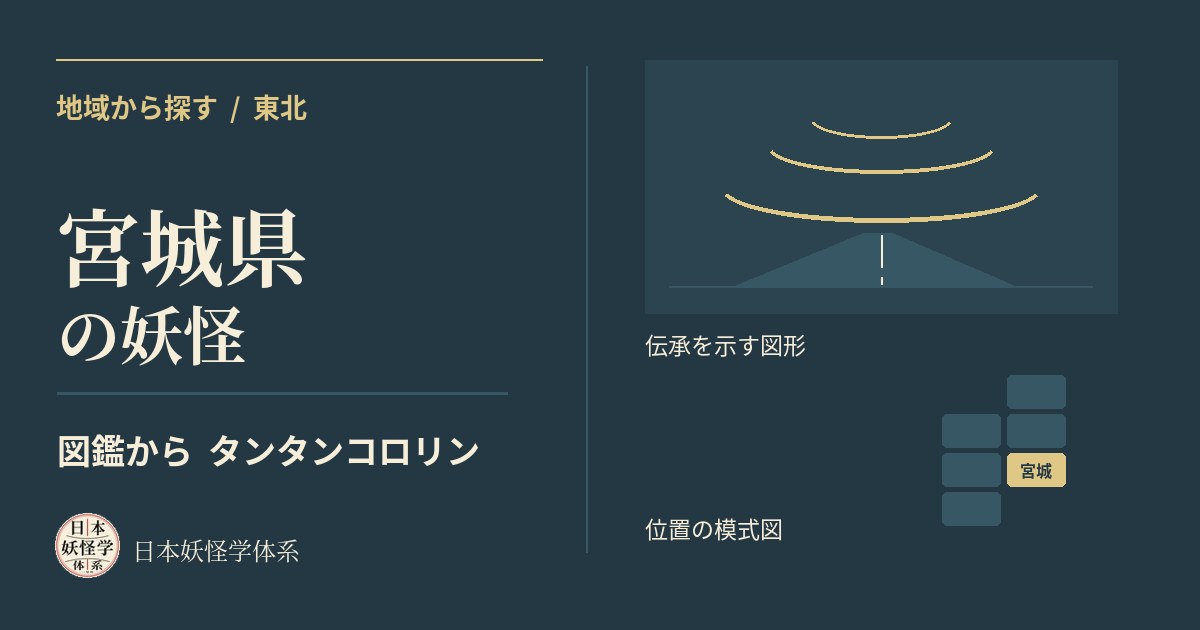 地域から探す / 東北
宮城県
の妖怪
図鑑から タンタンコロリン
日本
妖怪学
体系
日本妖怪学体系
伝承を示す図形
宮城
位置の模式図